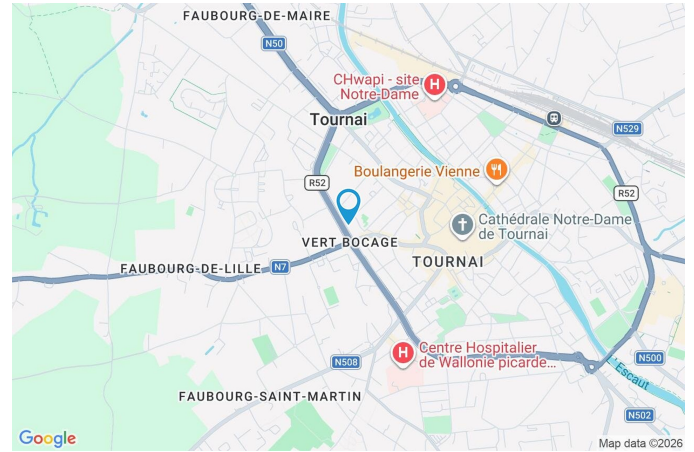 FAUBOURG-DE-MAIRE
N50
CHwapi - site
Notre-Dame
H
Tournai
N529
Boulangerie Vienne
R52
R52
Cathédrale Notre-Dame
de Tournai
VERT BOCAGE
TOURNAI
FAUBOURG-DE-LILLE
N7
Centre Hospitalier
de Wallonie picarde...
H
N508
L'Escaut
N500
FAUBOURG-SAINT-MARTIN
N502
Google
Map data ©2026